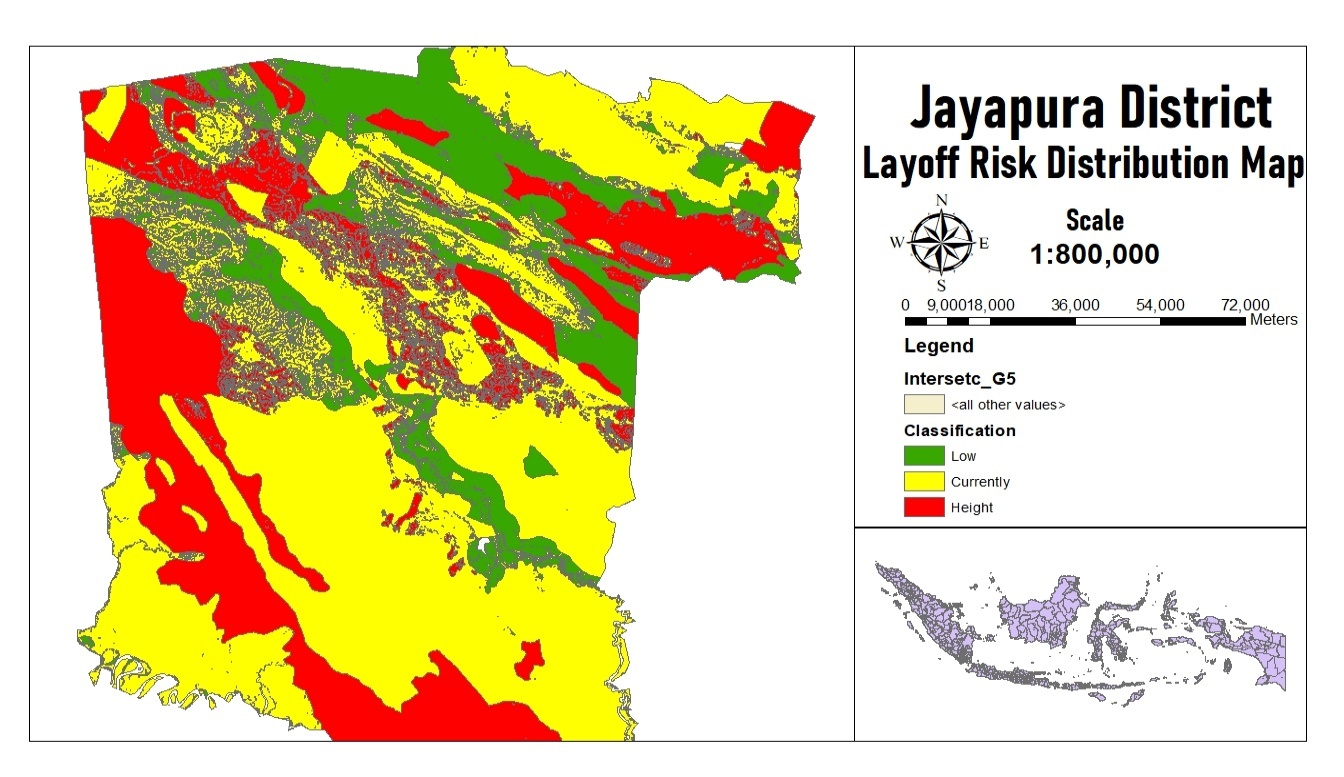 Jayapura District
Layoff Risk Distribution Map
N
W
E
S
Scale
1:800,000
0 9,00018,000 36,000 54,000 72,000
Meters
Legend
Intersetc_G5
<all other values>
Classification
Low
Currently
Height